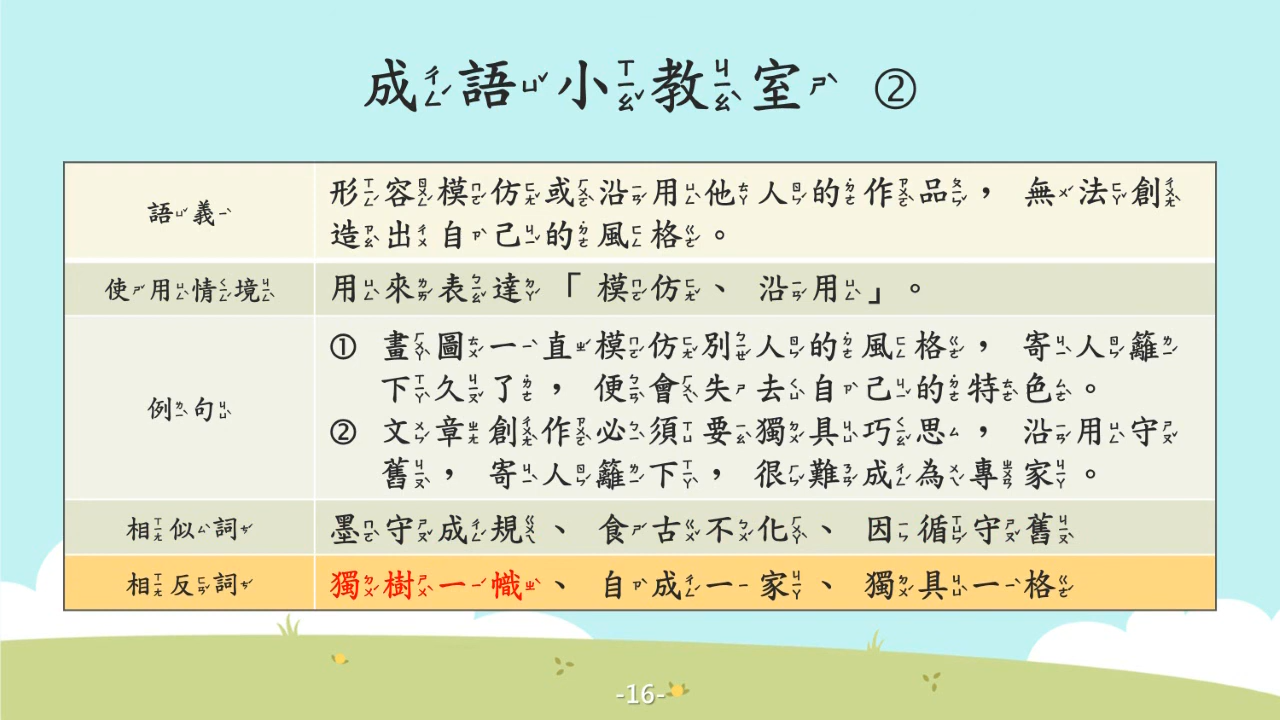 成語小教室 ②
語義
形容模仿或沿用他人的作品，無法創
造出自己的風格。
使用情境
用來表達「模仿、沿用」。
例句
① 畫圖一直模仿別人的風格，寄人籬
下久了，便會失去自己的特色。
② 文章創作必須要獨具巧思，沿用守
舊，寄人籬下，很難成為專家。
相似詞
墨守成規、食古不化、因循守舊
相反詞
獨樹一幟、自成一家、獨具一格
-16-